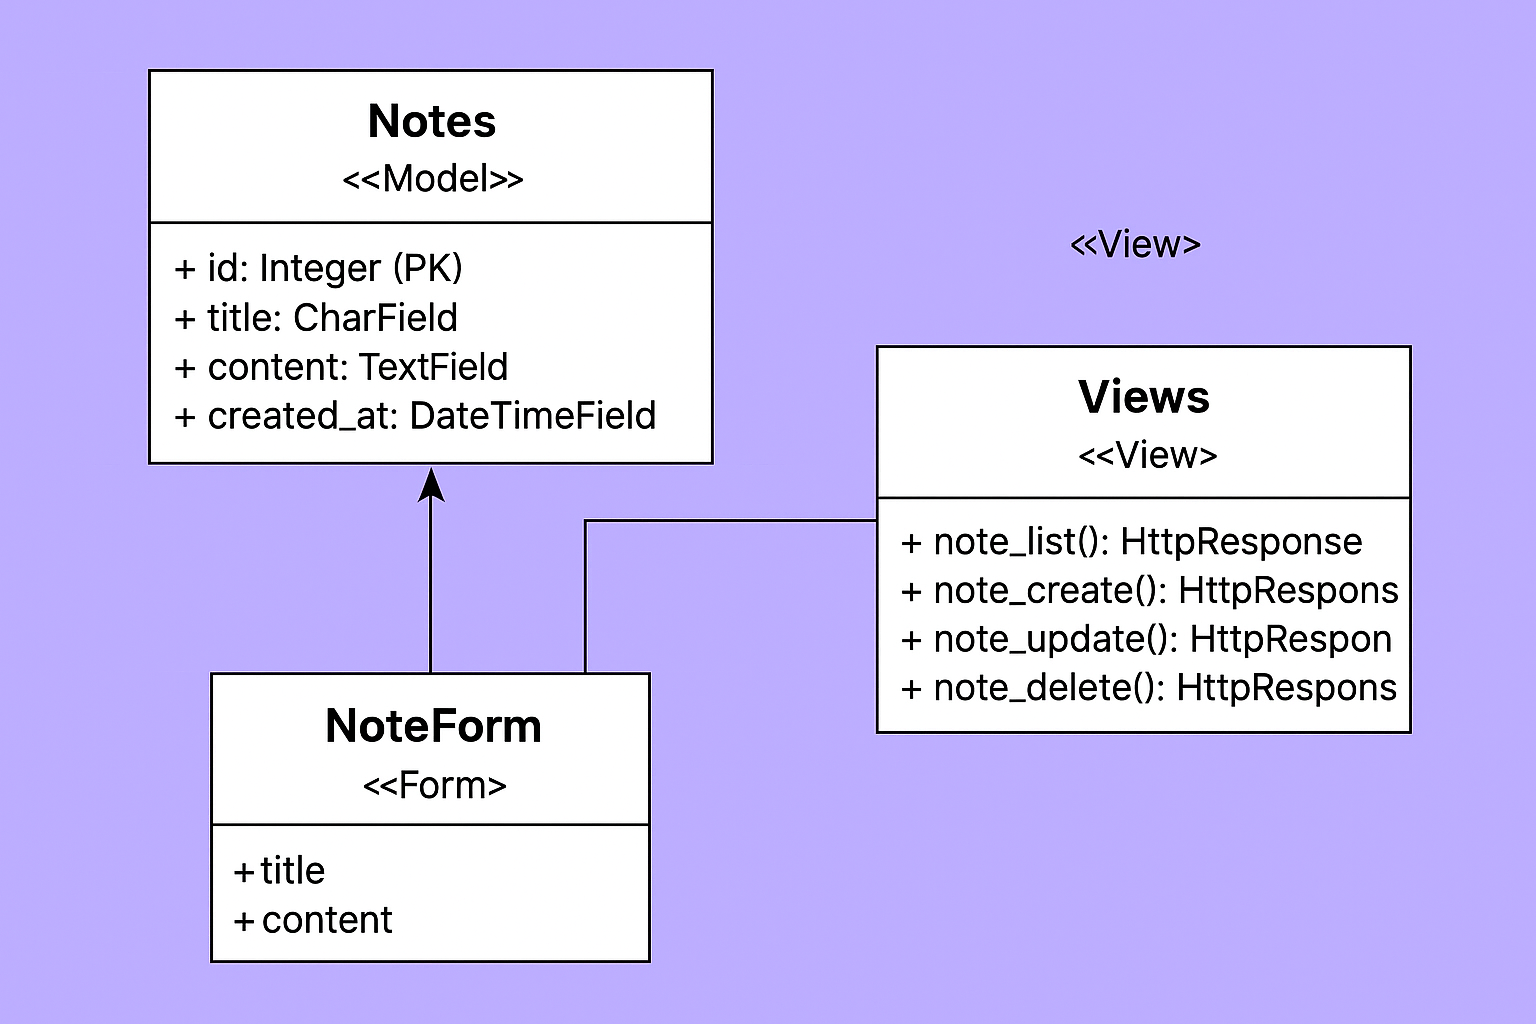 Notes
<<Model>>
+ id: Integer (PK)
+ title: CharField
+ content: TextField
+ created_at: DateTimeField
<<View>
Views
<<View>
+ note_list(): HttpResponse
+ note_create(): HttpRespons
+ note_update(): HttpRespon
+ note_delete(): HttpRespons
NoteForm
<<Form>
+ title
+ content